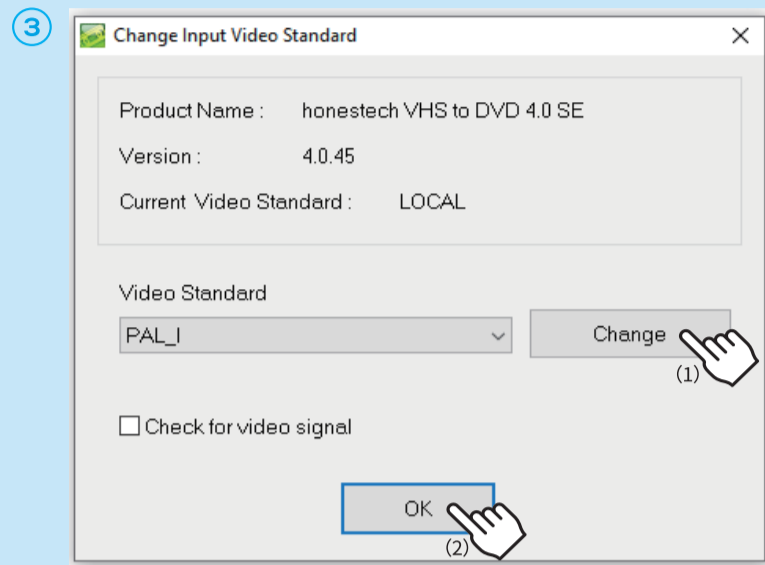 3
Change Input Video Standard
Product Name : honestech VHS to DVD 4.0 SE
Version : 4.0.45
Current Video Standard : LOCAL
Video Standard
PAL_I
Change
(1)
Check for video signal
OK
(2)